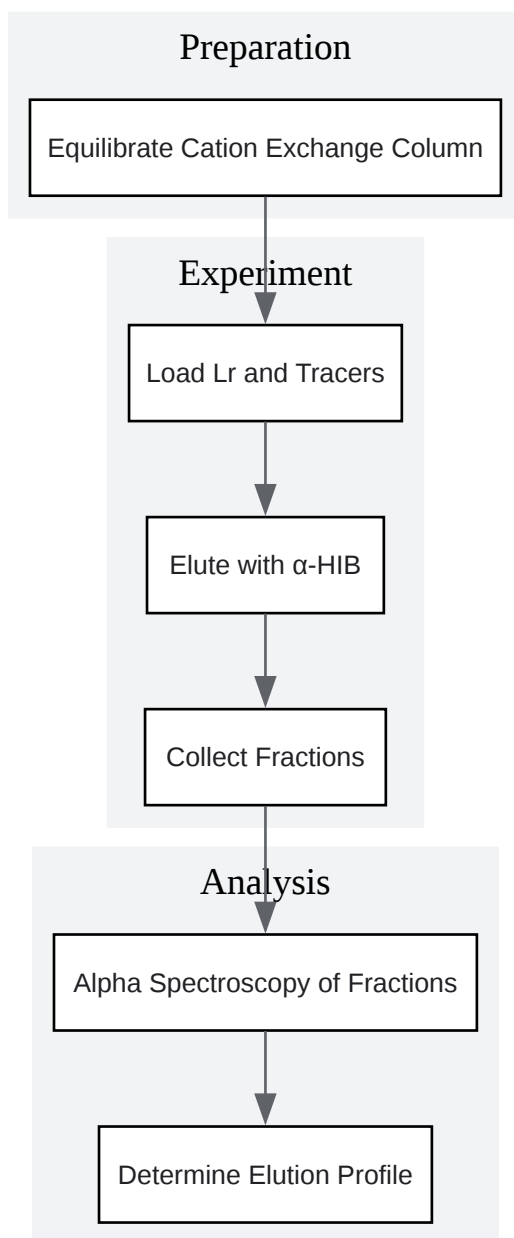 Preparation
Equilibrate Cation Exchange Column
Experiment
Load Lr and Tracers
Elute with α-HIB
Collect Fractions
Analysis
Alpha Spectroscopy of Fractions
Determine Elution Profile